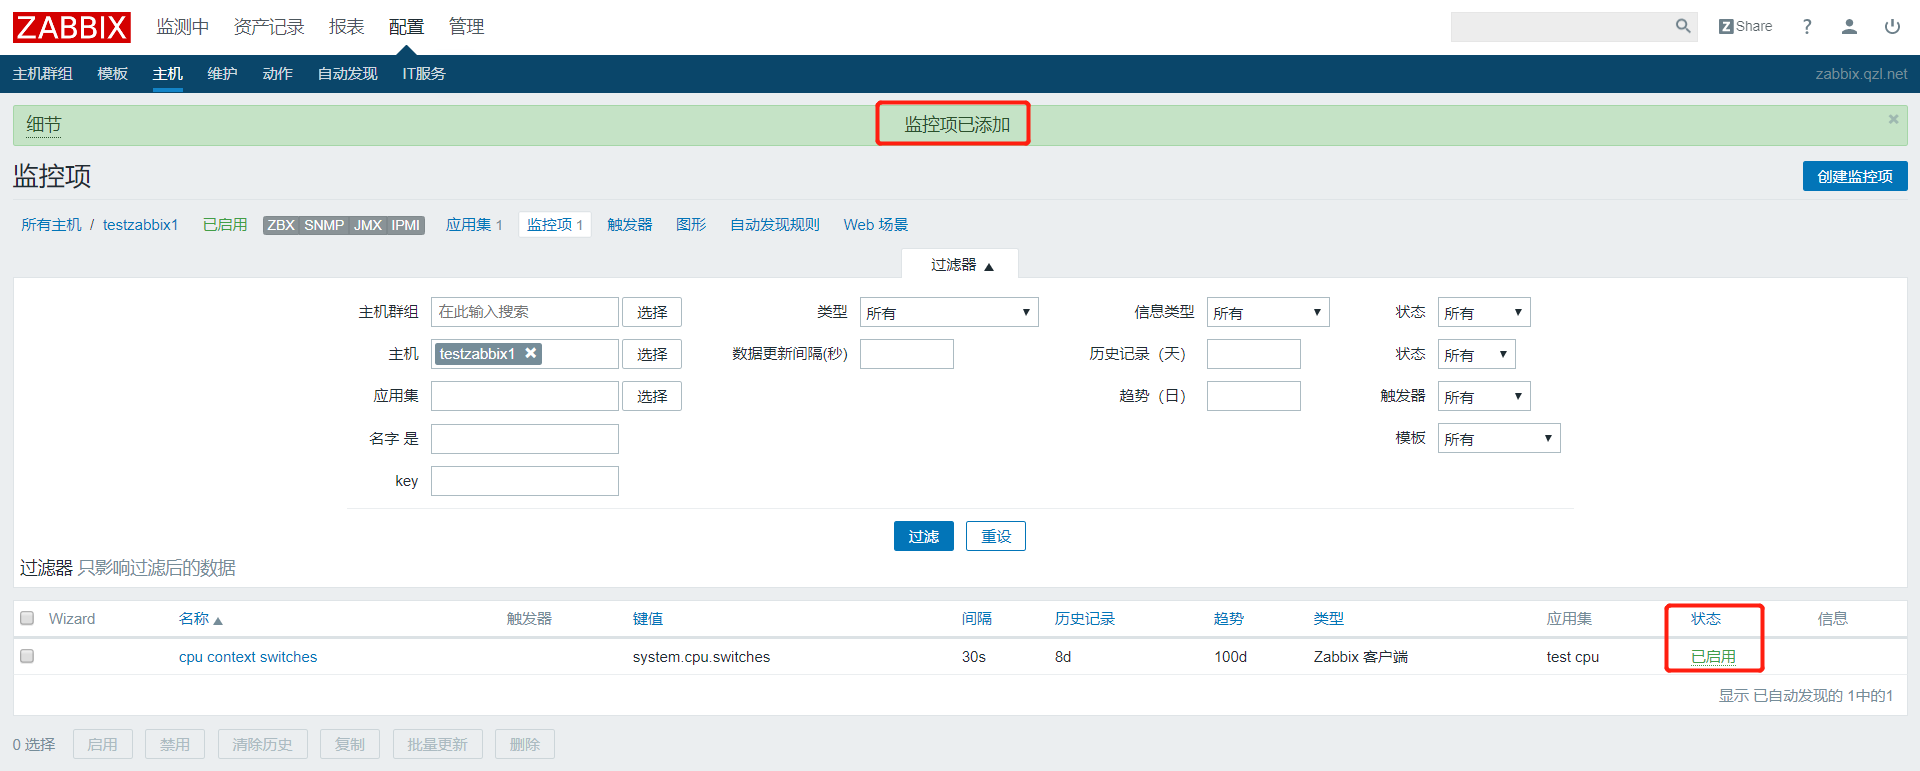 ZABBIX 监测中 资产记录 报表 配置 管理 Z Share ?
主机群组 模板 主机 维护 动作 自动发现 IT服务 zabbix.qzl.net
细节 监控项已添加
监控项 创建监控项
所有主机 / testzabbix1 已启用 ZBX SNMP JMX IPMI 应用集 1 监控项 1 触发器 图形 自动发现规则 Web 场景
过滤器 ▲
主机群组 在此输入搜索 选择 类型 所有 信息类型 所有 状态 所有
主机 testzabbix1 选择 数据更新间隔(秒) 历史记录（天） 状态 所有
应用集 选择 趋势（日） 触发器 所有
名字 是 模板 所有
key
过滤 重设
过滤器 只影响过滤后的数据
Wizard 名称 ▲ 触发器 键值 间隔 历史记录 趋势 类型 应用集 状态 信息
cpu context switches system.cpu.switches 30s 8d 100d Zabbix 客户端 test cpu 已启用
显示 已自动发现的 1中的1
0 选择 启用 禁用 清除历史 复制 批量更新 删除